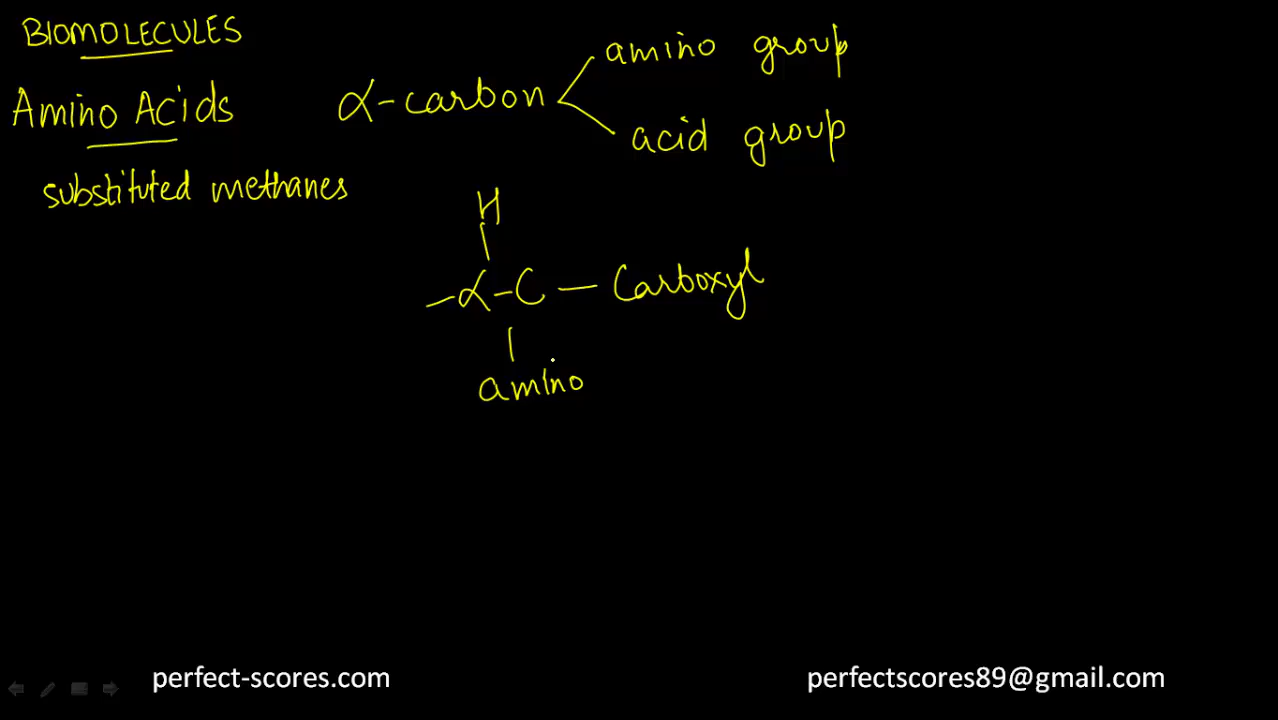 BIOMOLECULES
Amino Acids
substituted methanes
α-carbon
amino group
acid group
H
-α-C — Carboxyl
amino
perfect-scores.com
perfectscores89@gmail.com